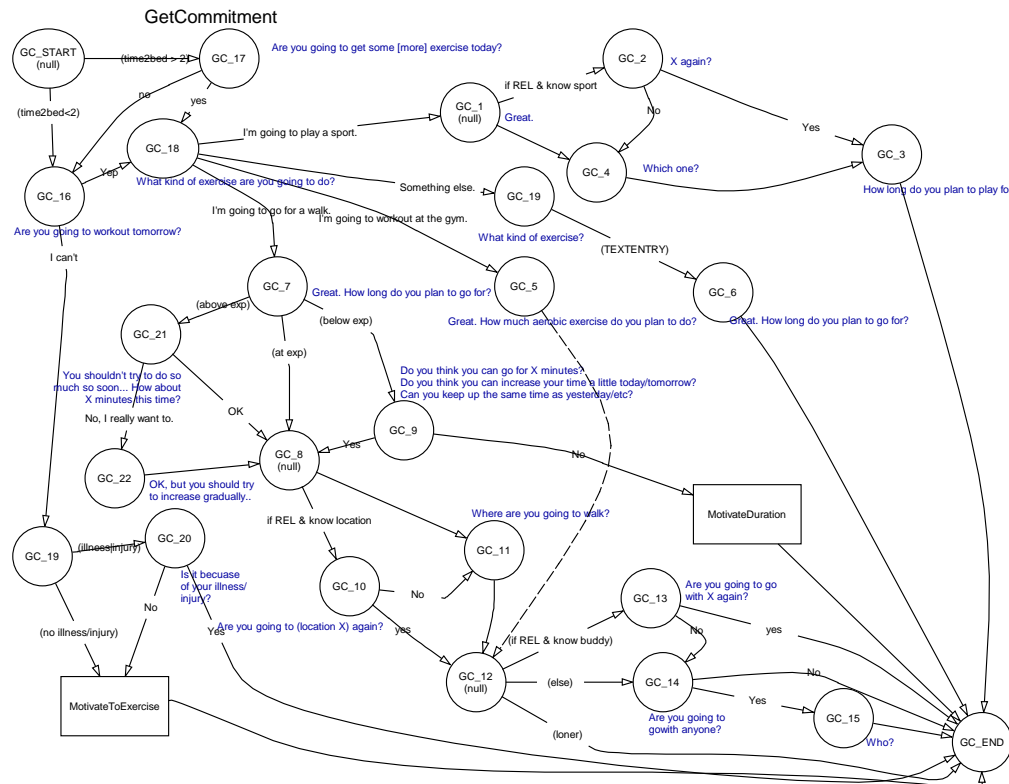 GetCommitment
GC_START
(null)
(time2bed > 2)
GC_17
Are you going to get some [more] exercise today?
GC_2
X again?
(time2bed<2)
no
yes
if REL & know sport
GC_1
(null)
Great.
No
Yes
I'm going to play a sport.
GC_18
GC_3
GC_4
Which one?
Yep
What kind of exercise are you going to do?
Something else.
GC_16
GC_19
How long do you plan to play fo
I'm going to go for a walk.
I'm going to workout at the gym.
Are you going to workout tomorrow?
What kind of exercise?
(TEXTENTRY)
I can't
GC_7
Great. How long do you plan to go for?
GC_5
GC_6
(above exp)
(below exp)
Great. How much aerobic exercise do you plan to do?
Great. How long do you plan to go for?
GC_21
(at exp)
You shouldn't try to do so
much so soon... How about
X minutes this time?
Do you think you can go for X minutes?
Do you think you can increase your time a little today/tomorrow?
Can you keep up the same time as yesterday/etc?
No, I really want to.
OK
GC_9
Yes
No
GC_8
(null)
GC_22
OK, but you should try
to increase gradually..
if REL & know location
Where are you going to walk?
MotivateDuration
GC_20
GC_19
(illness|injury)
GC_11
Is it becuase
of your illness/
injury?
GC_10
No
Are you going to go
with X again?
GC_13
No
(no illness/injury)
Yes
Are you going to (location X) again?
yes
(if REL & know buddy)
No
yes
GC_12
(null)
(else)
GC_14
No
Yes
MotivateToExercise
(loner)
Are you going to
gowith anyone?
GC_15
Who?
GC_END